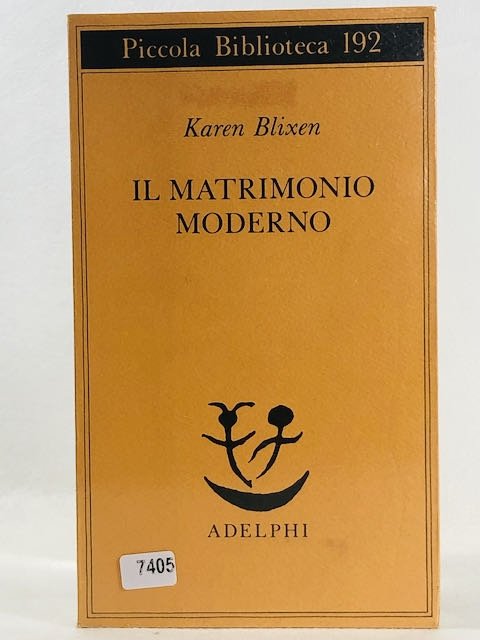 Piccola Biblioteca 192
Karen Blixen
IL MATRIMONIO
MODERNO
ADELPHI
7405